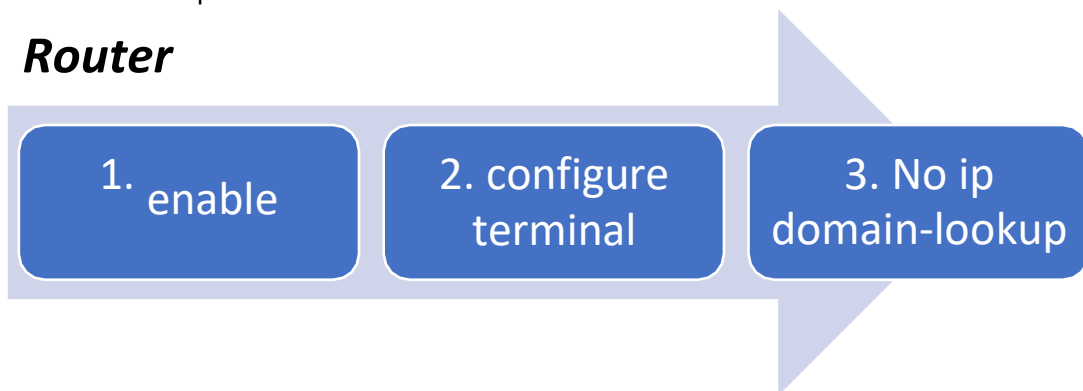 Router
1. enable
2. configure
terminal
3. No ip
domain-lookup